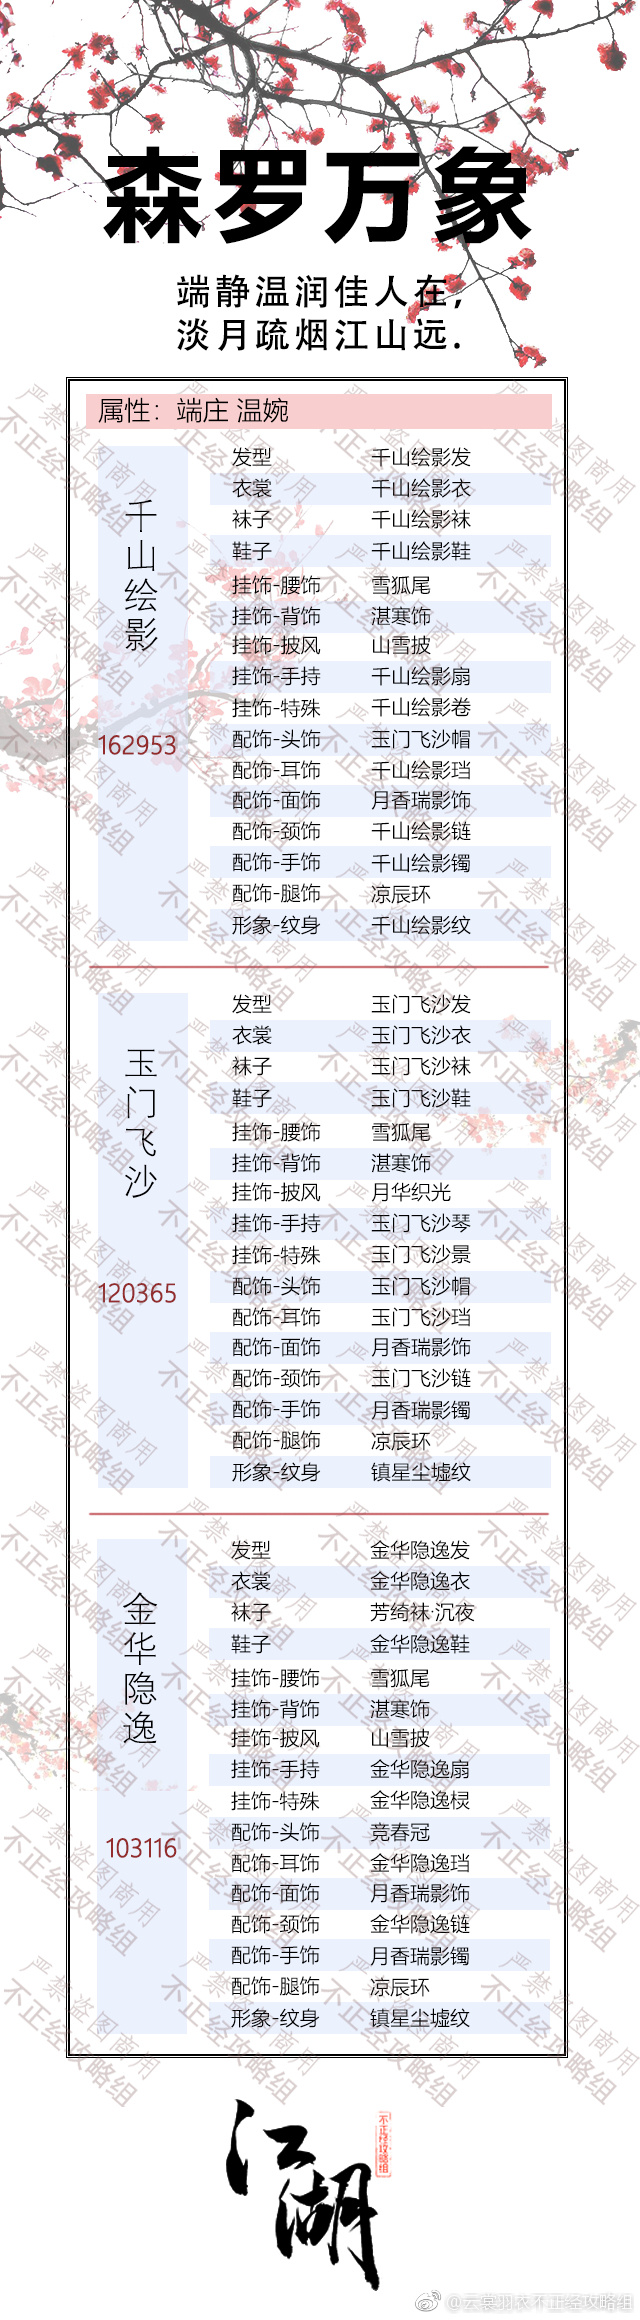 森罗万象
端静温润佳人在,
淡月疏烟江山远.
属性：端庄 温婉
千山绘影
162953
发型 千山绘影发
衣裳 千山绘影衣
袜子 千山绘影袜
鞋子 千山绘影鞋
挂饰-腰饰 雪狐尾
挂饰-背饰 湛寒饰
挂饰-披风 山雪披
挂饰-手持 千山绘影扇
挂饰-特殊 千山绘影卷
配饰-头饰 玉门飞沙帽
配饰-耳饰 千山绘影珰
配饰-面饰 月香瑞影饰
配饰-颈饰 千山绘影链
配饰-手饰 千山绘影镯
配饰-腿饰 凉辰环
形象-纹身 千山绘影纹
玉门飞沙
120365
发型 玉门飞沙发
衣裳 玉门飞沙衣
袜子 玉门飞沙袜
鞋子 玉门飞沙鞋
挂饰-腰饰 雪狐尾
挂饰-背饰 湛寒饰
挂饰-披风 月华织光
挂饰-手持 玉门飞沙琴
挂饰-特殊 玉门飞沙景
配饰-头饰 玉门飞沙帽
配饰-耳饰 玉门飞沙珰
配饰-面饰 月香瑞影饰
配饰-颈饰 玉门飞沙链
配饰-手饰 月香瑞影镯
配饰-腿饰 凉辰环
形象-纹身 镇星尘墟纹
金华隐逸
103116
发型 金华隐逸发
衣裳 金华隐逸衣
袜子 芳绮袜·沉夜
鞋子 金华隐逸鞋
挂饰-腰饰 雪狐尾
挂饰-背饰 湛寒饰
挂饰-披风 山雪披
挂饰-手持 金华隐逸扇
挂饰-特殊 金华隐逸桯
配饰-头饰 竞春冠
配饰-耳饰 金华隐逸珰
配饰-面饰 月香瑞影饰
配饰-颈饰 金华隐逸链
配饰-手饰 月香瑞影镯
配饰-腿饰 凉辰环
形象-纹身 镇星尘墟纹
严禁盗图商用
不正经攻略组
江湖
不正经攻略组
@云裳羽衣不正经攻略组